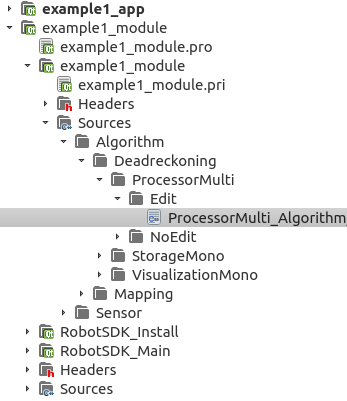 example1_app
example1_module
example1_module.pro
example1_module
example1_module.pri
Headers
Sources
Algorithm
Deadreckoning
ProcessorMulti
Edit
ProcessorMulti_Algorithm
NoEdit
StorageMono
VisualizationMono
Mapping
Sensor
RobotSDK_Install
RobotSDK_Main
Headers
Sources